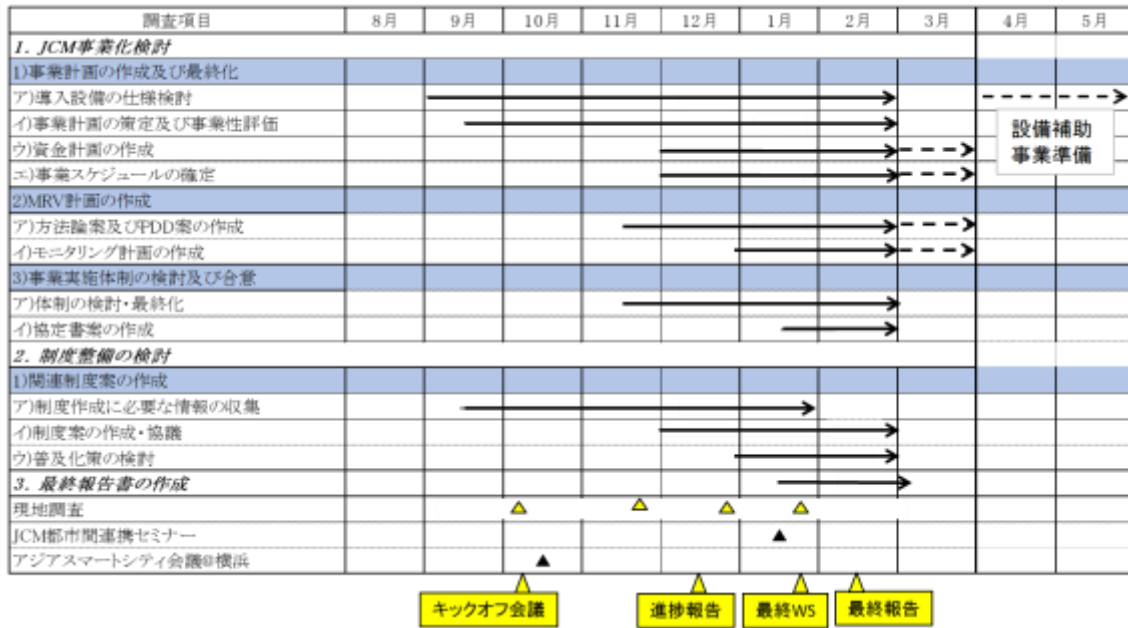 調査項目 8月 9月 10月 11月 12月 1月 2月 3月 4月 5月
1. JCM事業化検討
1)事業計画の作成及び最終化
ア)導入設備の仕様検討
イ)事業計画の策定及び事業性評価
設備補助
事業準備
ウ)資金計画の作成
エ)事業スケジュールの確定
2)MRV計画の作成
ア)方法論案及びPDD案の作成
イ)モニタリング計画の作成
3)事業実施体制の検討及び合意
ア)体制の検討・最終化
イ)協定書案の作成
2. 制度整備の検討
1)関連制度案の作成
ア)制度作成に必要な情報の収集
イ)制度案の作成・協議
ウ)普及化策の検討
3. 最終報告書の作成
現地調査
JCM都市間連携セミナー
アジアスマートシティ会議@横浜
キックオフ会議 進捗報告 最終WS 最終報告